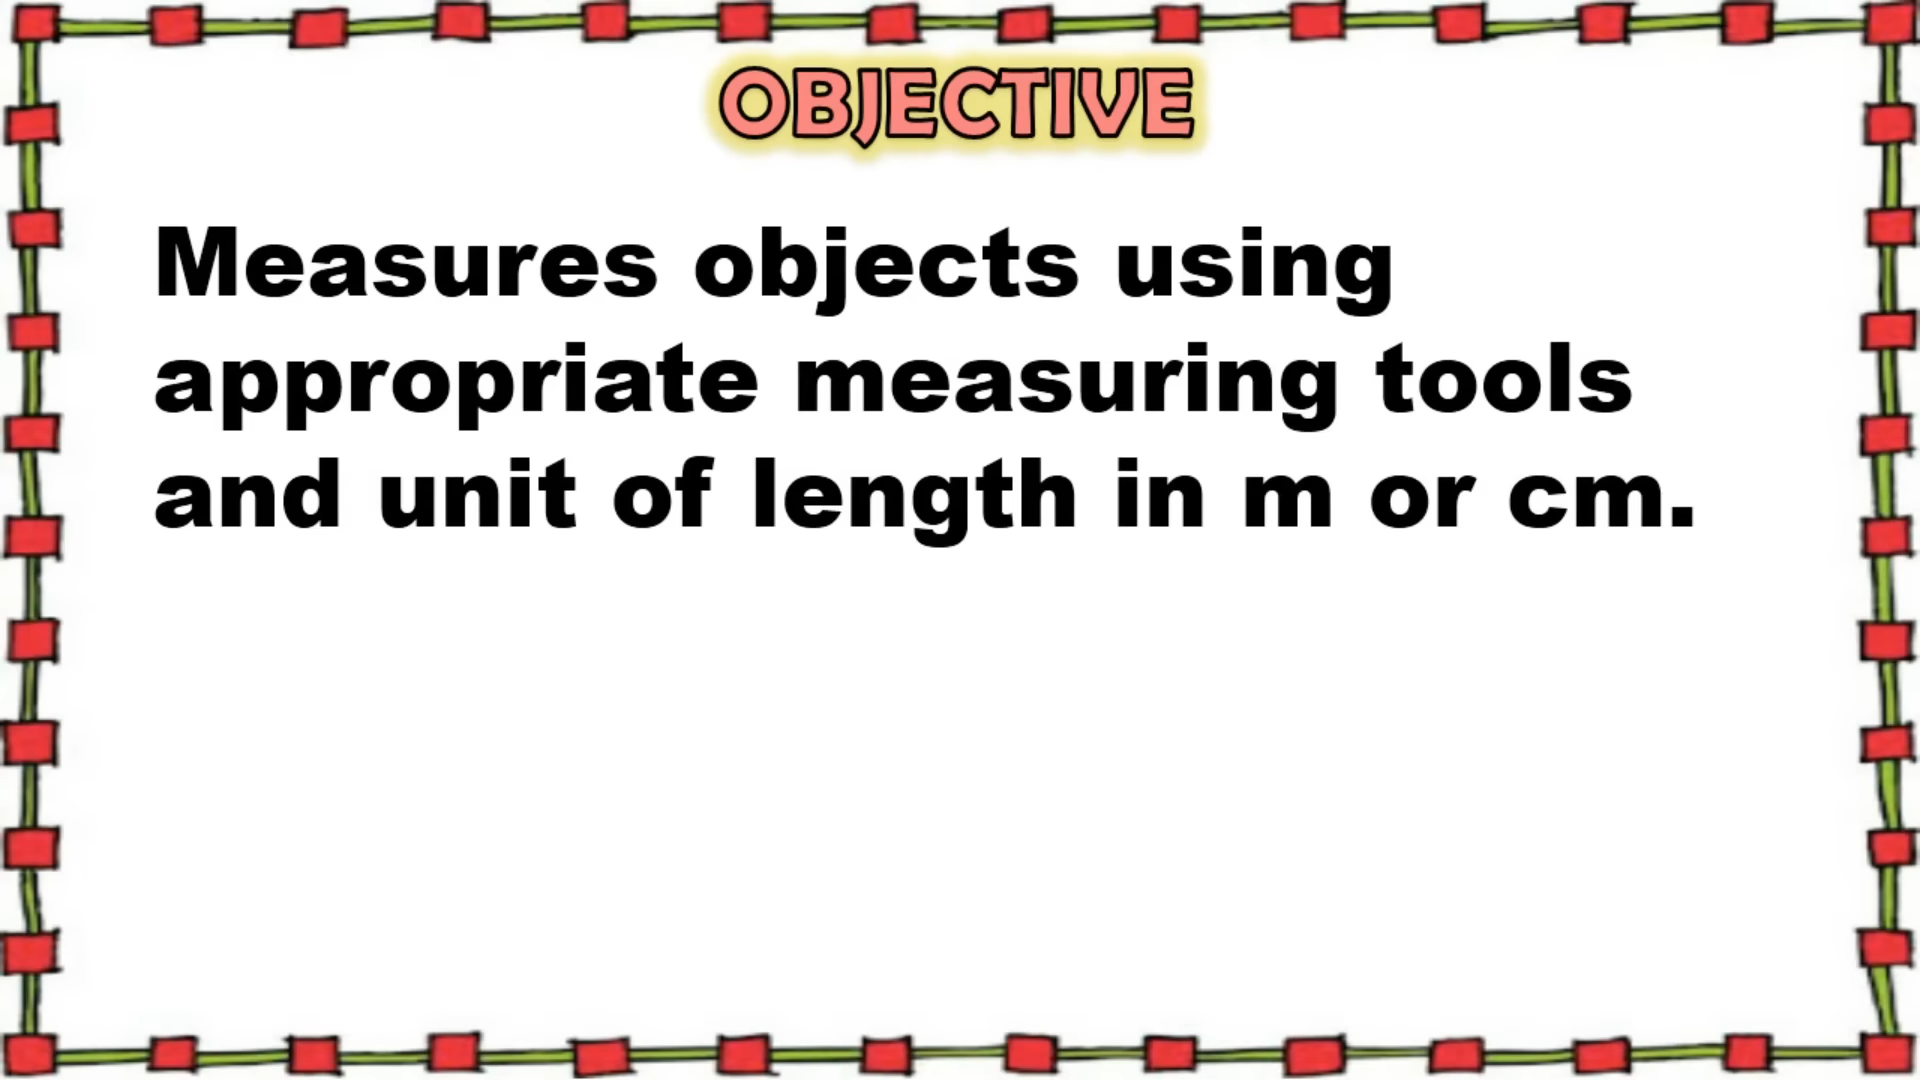 OBJECTIVE
Measures objects using
appropriate measuring tools
and unit of length in m or cm.